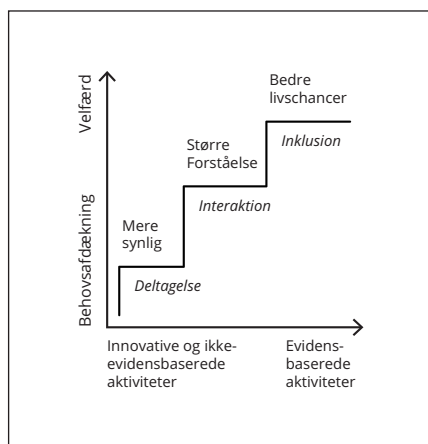 Velfærd
Behovsafdækning
Bedre
livschancer
Inklusion
Større
Forståelse
Interaktion
Mere
synlig
Deltagelse
Innovative og ikke-
evidensbaserede
aktiviteter
Evidens-
baserede
aktiviteter